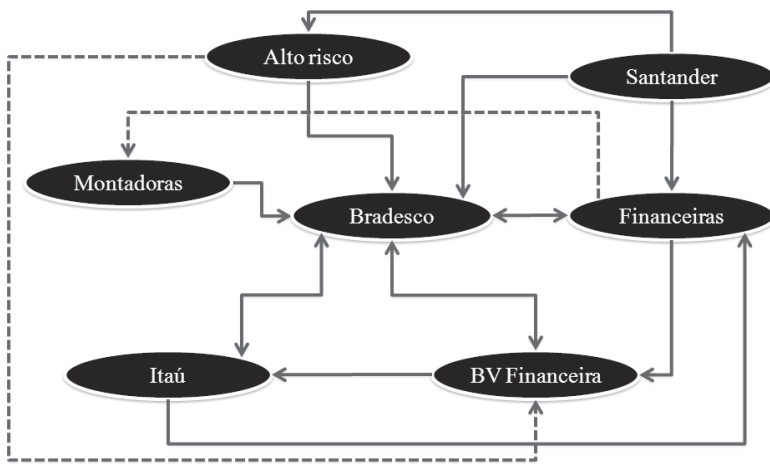 Alto risco
Santander
Montadoras
Bradesco
Financeiras
Itaú
BV Financeira